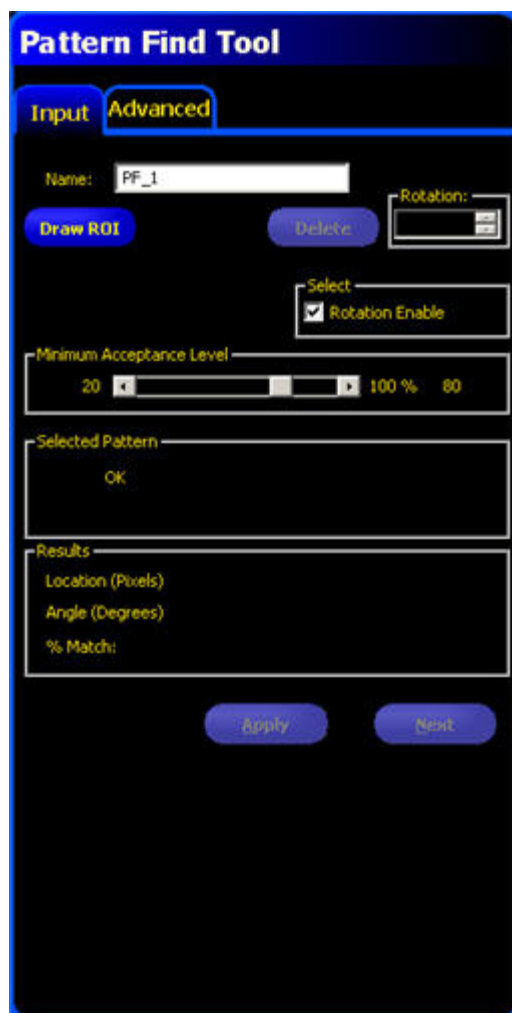 Pattern Find Tool
Input Advanced
Name: PF_1
Rotation:
Draw ROI Delete
Select
Rotation Enable
Minimum Acceptance Level
20 100 % 80
Selected Pattern
OK
Results
Location (Pixels)
Angle (Degrees)
% Match:
Apply Next